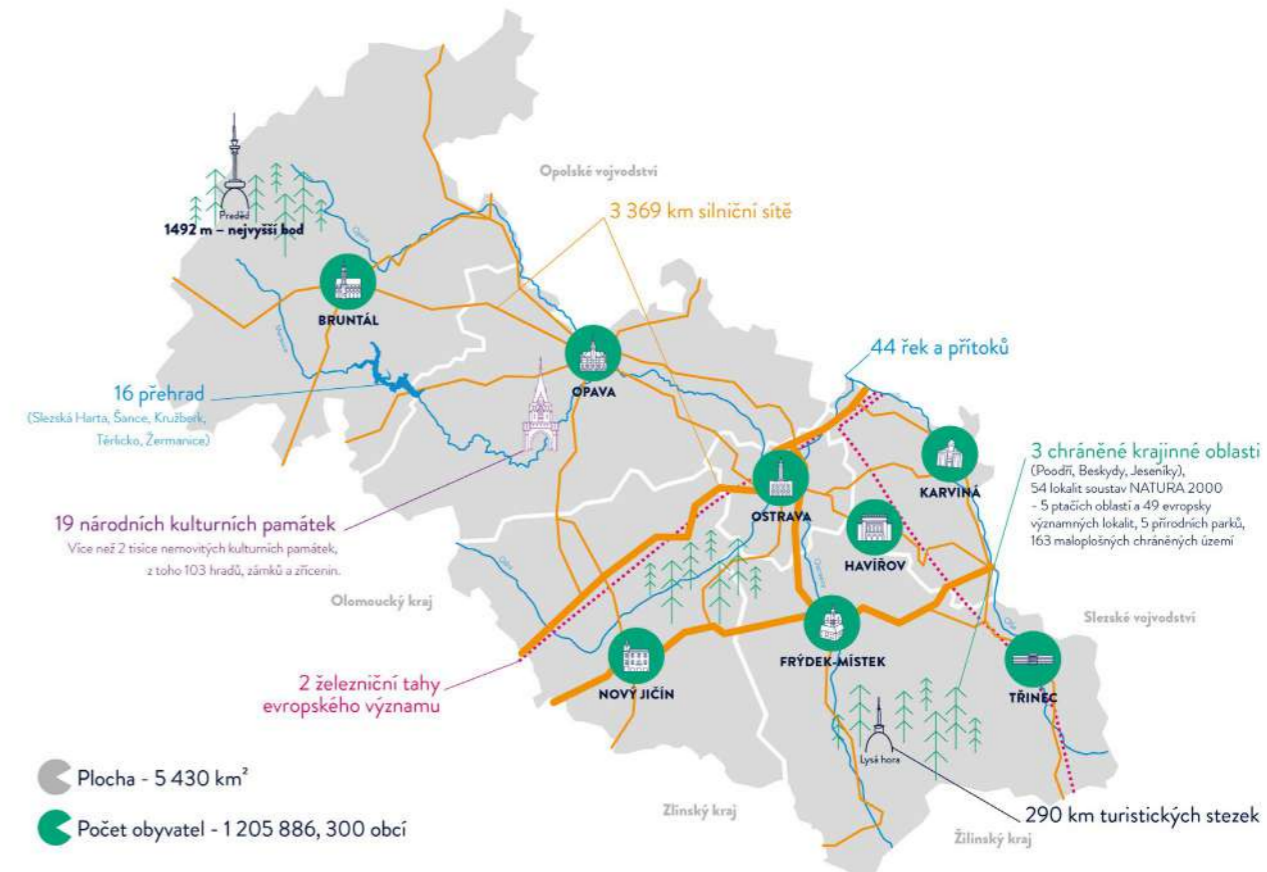 Opolské vojvodství
3 369 km silniční sítě
Praděd
1492 m – nejvyšší bod
Opava
BRUNTÁL
Moravice
OPAVA
44 řek a přítoků
16 přehrad
(Slezská Harta, Šance, Kružberk,
Těrlicko, Žermanice)
3 chráněné krajinné oblasti
(Poodří, Beskydy, Jeseníky),
54 lokalit soustav NATURA 2000
- 5 ptačích oblastí a 49 evropsky
významných lokalit, 5 přírodních parků,
163 maloplošných chráněných území
KARVINÁ
OSTRAVA
19 národních kulturních památek
Více než 2 tisíce nemovitých kulturních památek,
z toho 103 hradů, zámků a zřícenin.
HAVÍŘOV
Odra
Ostravice
Olomoucký kraj
Olše
Slezské vojvodství
FRÝDEK-MÍSTEK
2 železniční tahy
evropského významu
NOVÝ JIČÍN
TŘINEC
Lysá hora
Plocha - 5 430 km²
Zlínský kraj
290 km turistických stezek
Počet obyvatel - 1 205 886, 300 obcí
Žilinský kraj